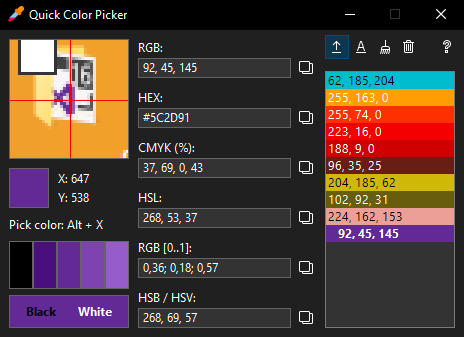 Quick Color Picker
RGB:
92, 45, 145
HEX:
#5C2D91
CMYK (%):
37, 69, 0, 43
HSL:
268, 53, 37
RGB [0..1]:
0,36; 0,18; 0,57
HSB / HSV:
268, 69, 57
X: 647
Y: 538
Pick color: Alt + X
Black White
A
?
62, 185, 204
255, 163, 0
255, 74, 0
223, 16, 0
188, 9, 0
96, 35, 25
204, 185, 62
102, 92, 31
224, 162, 153
92, 45, 145